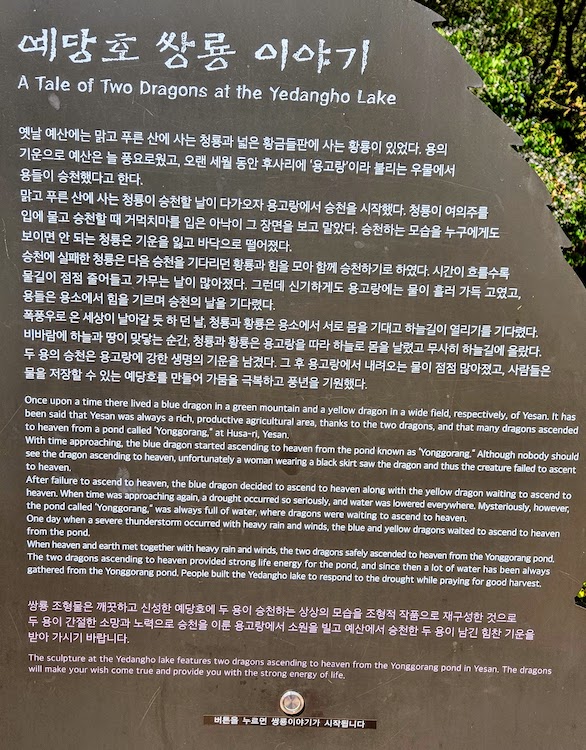 예당호 쌍룡 이야기
A Tale of Two Dragons at the Yedangho Lake
옛날 예산에는 맑고 푸른 산에 사는 청룡과 넓은 황금들판에 사는 황룡이 있었다. 용의
기운으로 예산은 늘 풍요로웠고, 오랜 세월 동안 후사리에 '용고랑'이라 불리는 우물에서
용들이 승천했다고 한다.
맑고 푸른 산에 사는 청룡이 승천할 날이 다가오자 용고랑에서 승천을 시작했다. 청룡이 여의주를
입에 물고 승천할 때 거먹치마를 입은 아낙이 그 장면을 보고 말았다. 승천하는 모습을 누구에게도
보이면 안 되는 청룡은 기운을 잃고 바닥으로 떨어졌다.
승천에 실패한 청룡은 다음 승천을 기다리던 황룡과 힘을 모아 함께 승천하기로 하였다. 시간이 흐를수록
물길이 점점 줄어들고 가무는 날이 많아졌다. 그런데 신기하게도 용고랑에는 물이 흘러 가득 고였고,
용들은 용소에서 힘을 기르며 승천의 날을 기다렸다.
폭풍우로 온 세상이 날아갈 듯 하던 날, 청룡과 황룡은 용소에서 서로 몸을 기대고 하늘길이 열리기를 기다렸다.
비바람에 하늘과 땅이 맞닿는 순간, 청룡과 황룡은 용고랑을 따라 하늘로 몸을 날렸고 무사히 하늘길에 올랐다.
두 용의 승천은 용고랑에 강한 생명의 기운을 남겼다. 그 후 용고랑에서 내려오는 물이 점점 많아졌고, 사람들은
물을 저장할 수 있는 예당호를 만들어 가뭄을 극복하고 풍년을 기원했다.
Once upon a time there lived a blue dragon in a green mountain and a yellow dragon in a wide field, respectively, of Yesan. It has
been said that Yesan was always a rich, productive agricultural area, thanks to the two dragons, and that many dragons ascended
to heaven from a pond called "Yonggorang," at Husa-ri, Yesan.
With time approaching, the blue dragon started ascending to heaven from the pond known as "Yonggorang." Although nobody should
see the dragon ascending to heaven, unfortunately a woman wearing a black skirt saw the dragon and thus the creature failed to ascent
to heaven.
After failure to ascend to heaven, the blue dragon decided to ascend to heaven along with the yellow dragon waiting to ascend to
heaven. When time was approaching again, a drought occurred so seriously, and water was lowered everywhere. Mysteriously, however,
the pond called "Yonggorang," was always full of water, where dragons were waiting to ascend to heaven.
One day when a severe thunderstorm occurred with heavy rain and winds, the blue and yellow dragons waited to ascend to heaven
from the pond.
When heaven and earth met together with heavy rain and winds, the two dragons safely ascended to heaven from the Yonggorang pond.
The two dragons ascending to heaven provided strong life energy for the pond, and since then a lot of water has been always
gathered from the Yonggorang pond. People built the Yedangho lake to respond to the drought while praying for good harvest.
쌍룡 조형물은 깨끗하고 신성한 예당호에 두 용이 승천하는 상상의 모습을 조형적 작품으로 재구성한 것으로
두 용이 간절한 소망과 노력으로 승천을 이룬 용고랑에서 소원을 빌고 예산에서 승천한 두 용이 남긴 힘찬 기운을
받아 가시기 바랍니다.
The sculpture at the Yedangho lake features two dragons ascending to heaven from the Yonggorang pond in Yesan. The dragons
will make your wish come true and provide you with the strong energy of life.
버튼을 누르면 쌍룡이야기가 시작됩니다